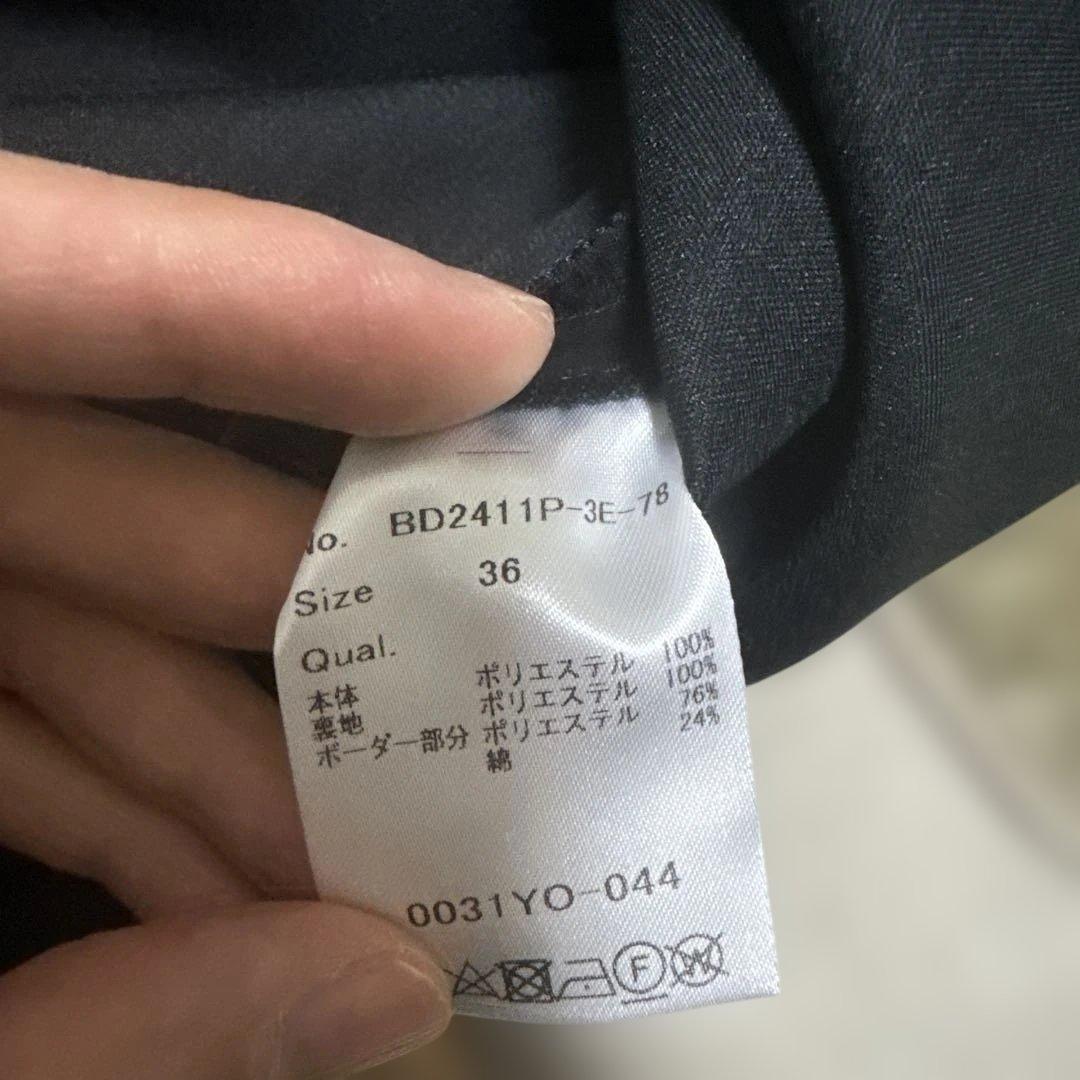 No. BD2411P-3E-7B
Size 36
Qual.
本体 ポリエステル 100%
裏地 ポリエステル 100%
ボーダー部分 ポリエステル 76%
綿 24%
0031YO-044
F
W